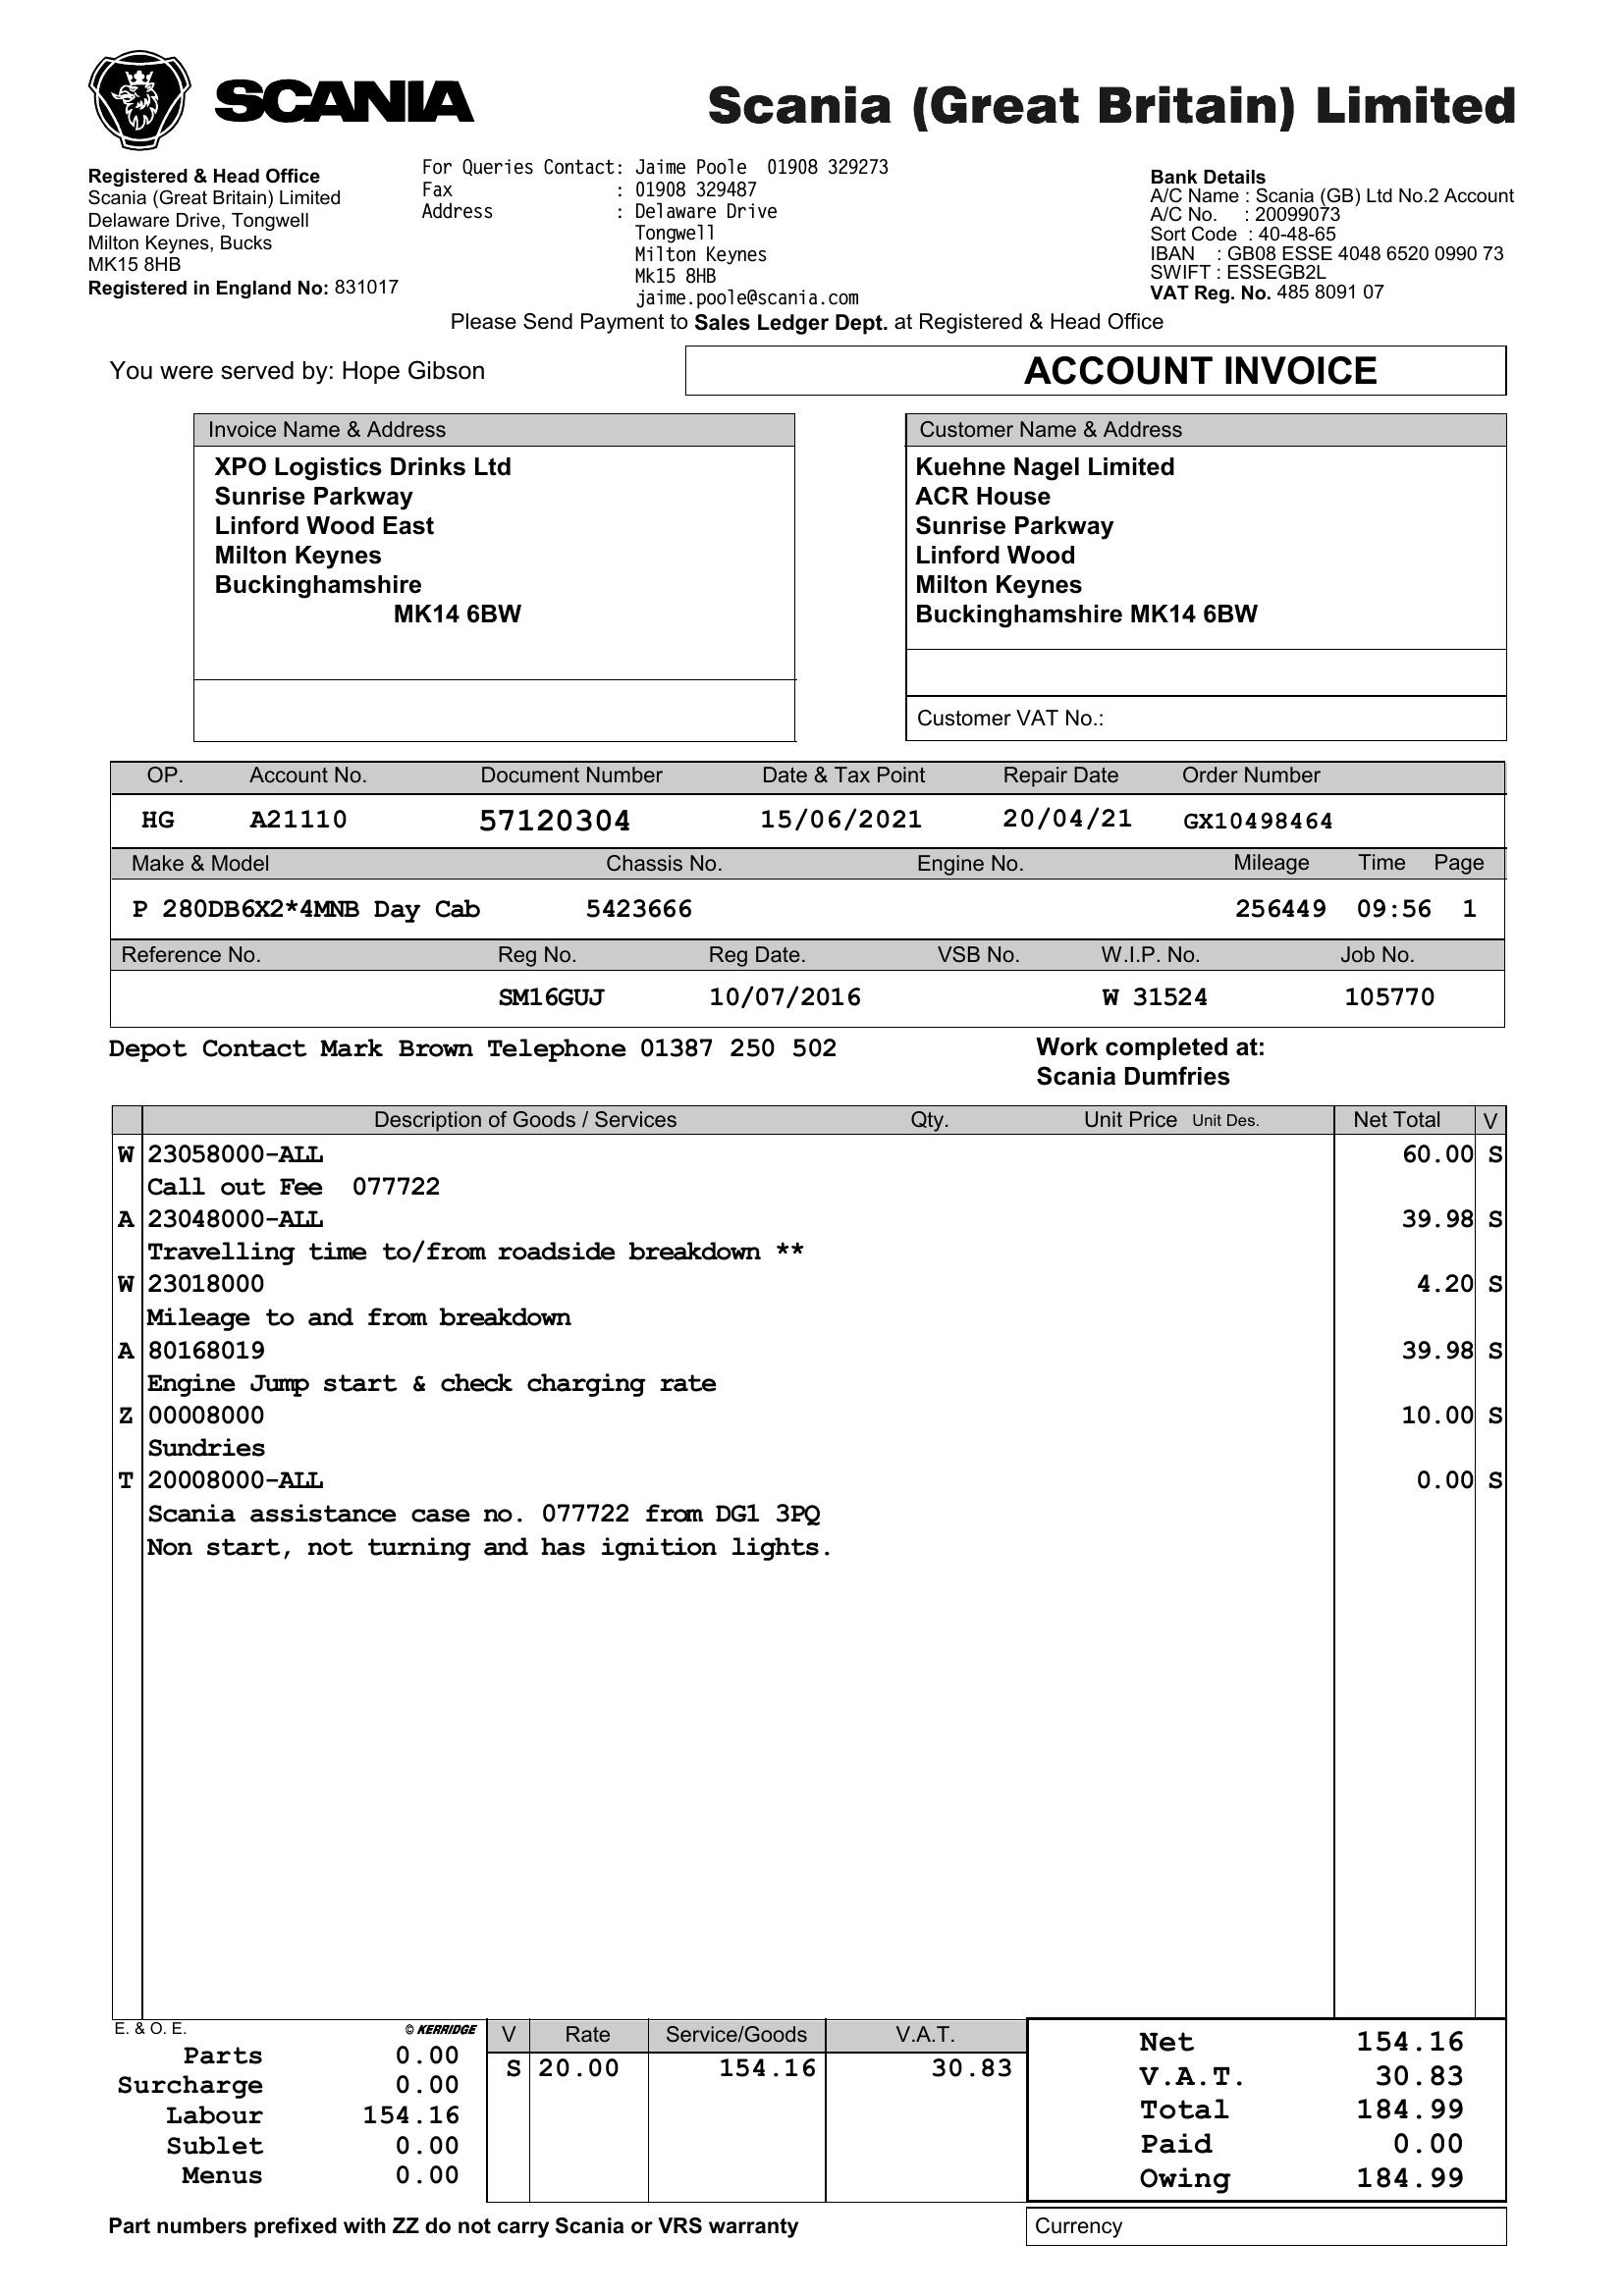 SCANIA
Scania (Great Britain) Limited
Registered & Head Office
Scania (Great Britain) Limited
Delaware Drive, Tongwell
Milton Keynes, Bucks
MK15 8HB
Registered in England No: 831017
For Queries Contact: Jaime Poole 01908 329273
Fax : 01908 329487
Address : Delaware Drive
Tongwell
Milton Keynes
Mk15 8HB
jaime.poole@scania.com
Bank Details
A/C Name : Scania (GB) Ltd No.2 Account
A/C No. : 20099073
Sort Code : 40-48-65
IBAN : GB08 ESSE 4048 6520 0990 73
SWIFT : ESSEGB2L
VAT Reg. No. 485 8091 07
Please Send Payment to Sales Ledger Dept. at Registered & Head Office
You were served by: Hope Gibson
ACCOUNT INVOICE
Invoice Name & Address
XPO Logistics Drinks Ltd
Sunrise Parkway
Linford Wood East
Milton Keynes
Buckinghamshire
MK14 6BW
Customer Name & Address
Kuehne Nagel Limited
ACR House
Sunrise Parkway
Linford Wood
Milton Keynes
Buckinghamshire MK14 6BW
Customer VAT No.:
OP. Account No. Document Number Date & Tax Point Repair Date Order Number
HG A21110 57120304 15/06/2021 20/04/21 GX10498464
Make & Model Chassis No. Engine No. Mileage Time Page
P 280DB6X2*4MNB Day Cab 5423666 256449 09:56 1
Reference No. Reg No. Reg Date. VSB No. W.I.P. No. Job No.
SM16GUJ 10/07/2016 W 31524 105770
Depot Contact Mark Brown Telephone 01387 250 502
Work completed at:
Scania Dumfries
Description of Goods / Services Qty. Unit Price Unit Des. Net Total V
W 23058000-ALL 60.00 S
Call out Fee 077722
A 23048000-ALL 39.98 S
Travelling time to/from roadside breakdown **
W 23018000 4.20 S
Mileage to and from breakdown
A 80168019 39.98 S
Engine Jump start & check charging rate
Z 00008000 10.00 S
Sundries
T 20008000-ALL 0.00 S
Scania assistance case no. 077722 from DG1 3PQ
Non start, not turning and has ignition lights.
E. & O. E. © KERRIDGE
Parts 0.00
Surcharge 0.00
Labour 154.16
Sublet 0.00
Menus 0.00
V Rate Service/Goods V.A.T.
S 20.00 154.16 30.83
Net 154.16
V.A.T. 30.83
Total 184.99
Paid 0.00
Owing 184.99
Part numbers prefixed with ZZ do not carry Scania or VRS warranty
Currency